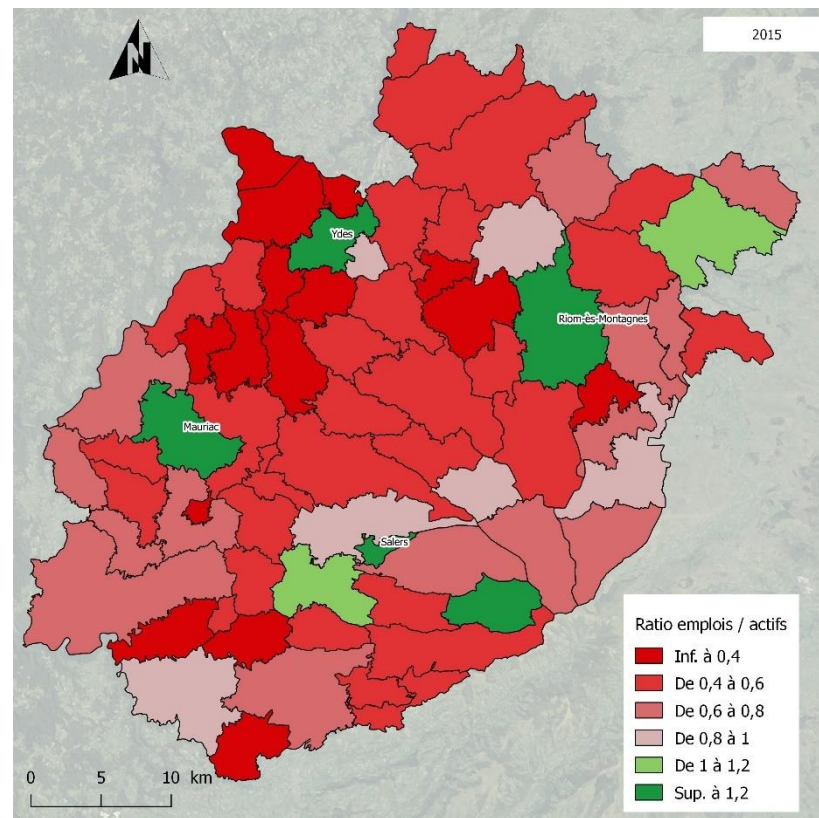 2015
N
Ydes
Riom-ès-Montagnes
Mauriac
Salers
Ratio emplois / actifs
Inf. à 0,4
De 0,4 à 0,6
De 0,6 à 0,8
De 0,8 à 1
De 1 à 1,2
Sup. à 1,2
0 5 10 km